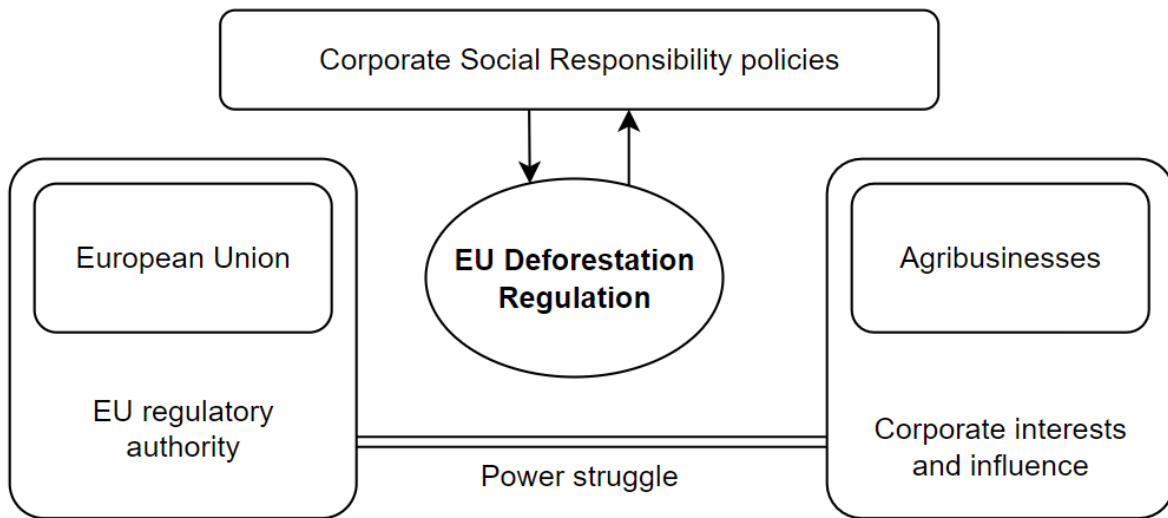 Corporate Social Responsibility policies
European Union
EU regulatory
authority
EU Deforestation
Regulation
Power struggle
Agribusinesses
Corporate interests
and influence